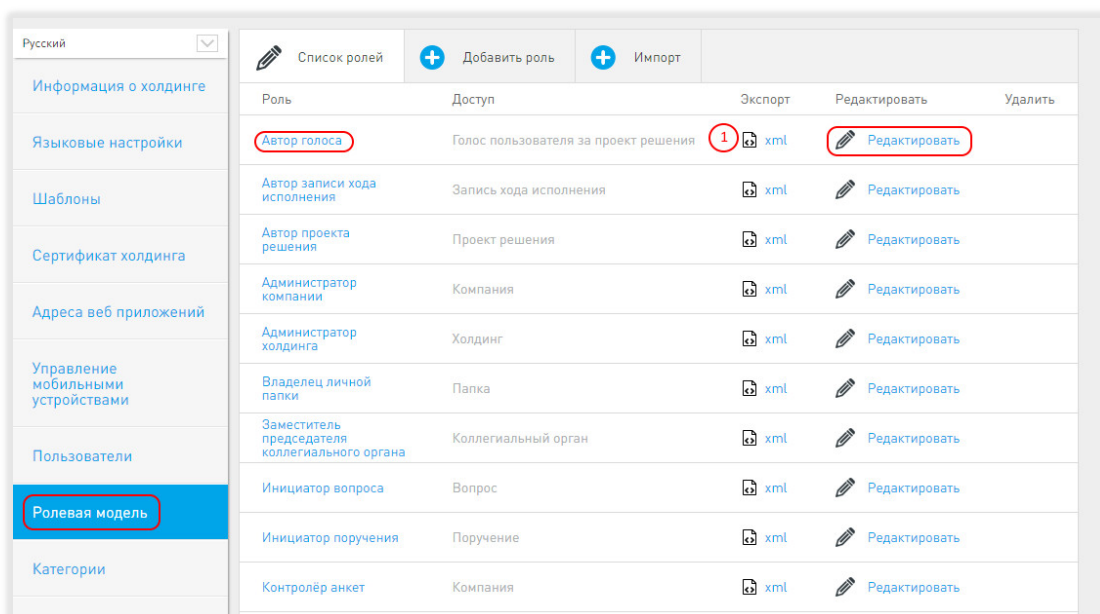 Русский
Информация о холдинге
Языковые настройки
Шаблоны
Сертификат холдинга
Адреса веб приложений
Управление
мобильными
устройствами
Пользователи
Ролевая модель
Категории
Список ролей Добавить роль Импорт
Роль Доступ Экспорт Редактировать Удалить
Автор голоса Голос пользователя за проект решения 1 xml Редактировать
Автор записи хода
исполнения
Запись хода исполнения xml Редактировать
Автор проекта
решения
Проект решения xml Редактировать
Администратор
компании
Компания xml Редактировать
Администратор
холдинга
Холдинг xml Редактировать
Владелец личной
папки
Папка xml Редактировать
Заместитель
председателя
коллегиального органа
Коллегиальный орган xml Редактировать
Инициатор вопроса Вопрос xml Редактировать
Инициатор поручения Поручение xml Редактировать
Контролёр анкет Компания xml Редактировать